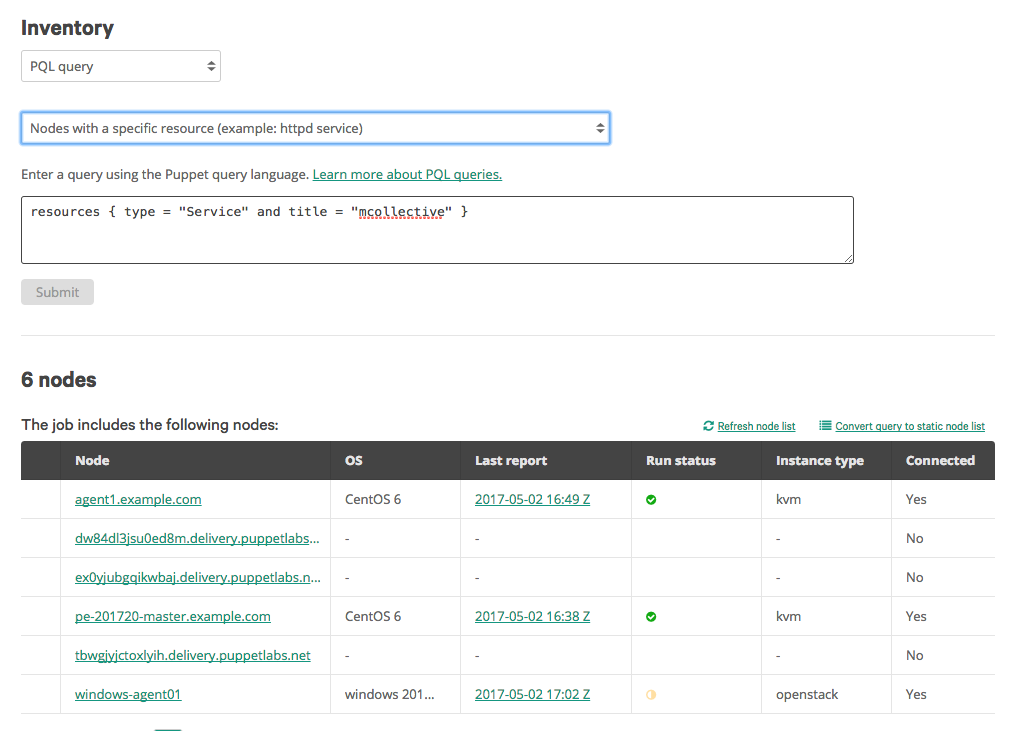 Inventory
PQL query
Nodes with a specific resource (example: httpd service)
Enter a query using the Puppet query language. Learn more about PQL queries.
resources { type = "Service" and title = "mcollective" }
Submit
6 nodes
The job includes the following nodes:
Refresh node list Convert query to static node list
Node OS Last report Run status Instance type Connected
agent1.example.com CentOS 6 2017-05-02 16:49 Z kvm Yes
dw84dl3jsu0ed8m.delivery.puppetlabs... - - - No
ex0yjubgqikwbaj.delivery.puppetlabs.n... - - - No
pe-201720-master.example.com CentOS 6 2017-05-02 16:38 Z kvm Yes
tbwgjyjctoxlyih.delivery.puppetlabs.net - - - No
windows-agent01 windows 201... 2017-05-02 17:02 Z openstack Yes